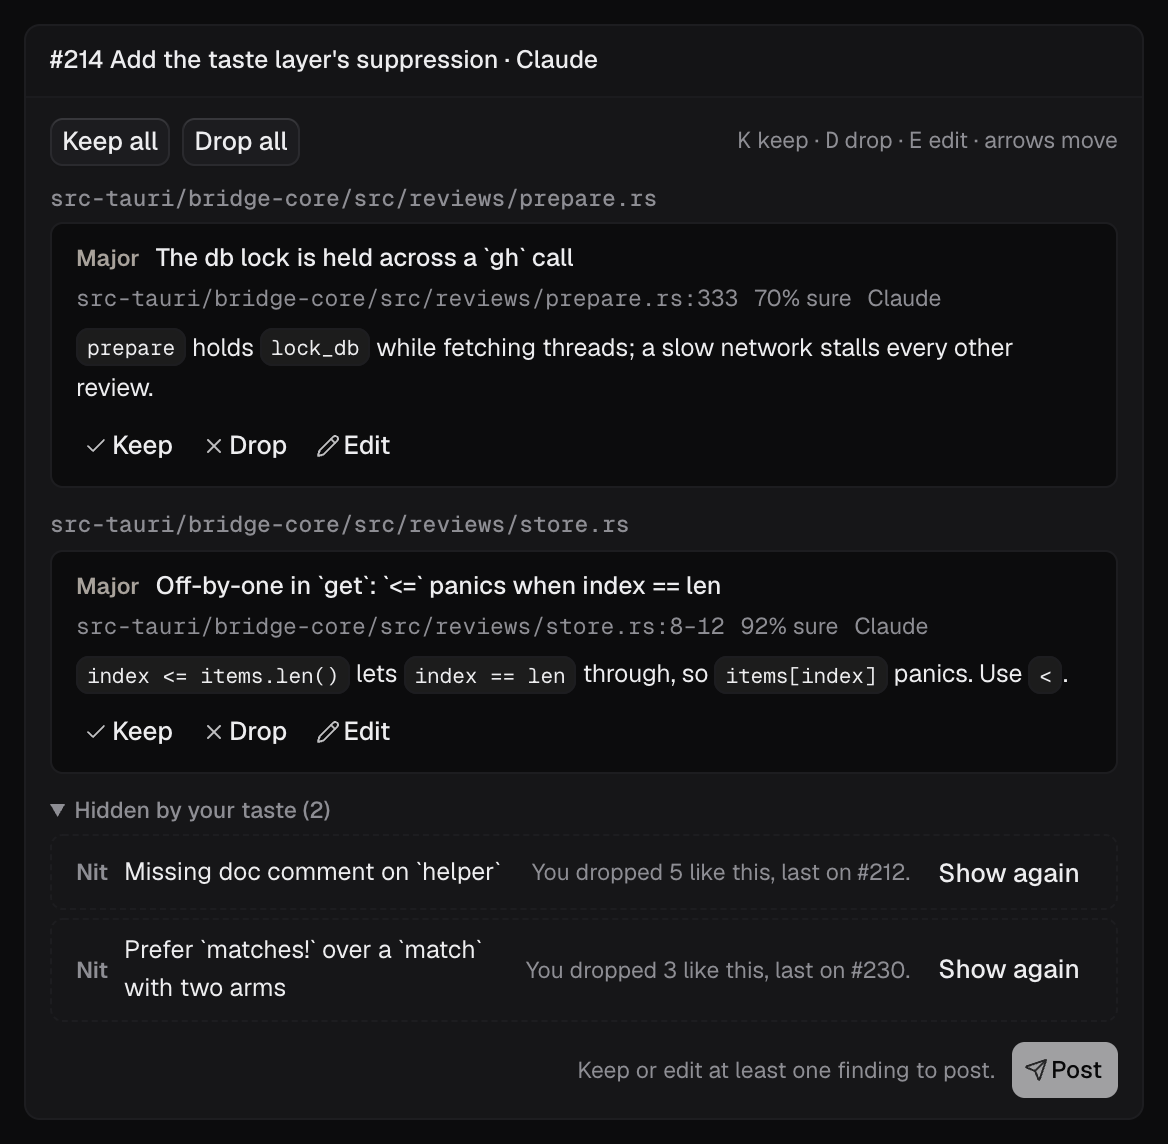 #214 Add the taste layer's suppression · Claude
Keep all Drop all K keep · D drop · E edit · arrows move
src-tauri/bridge-core/src/reviews/prepare.rs
Major The db lock is held across a `gh` call
src-tauri/bridge-core/src/reviews/prepare.rs:333 70% sure Claude
prepare holds lock_db while fetching threads; a slow network stalls every other
review.
Keep Drop Edit
src-tauri/bridge-core/src/reviews/store.rs
Major Off-by-one in `get`: `<=` panics when index == len
src-tauri/bridge-core/src/reviews/store.rs:8–12 92% sure Claude
index <= items.len() lets index == len through, so items[index] panics. Use < .
Keep Drop Edit
▼ Hidden by your taste (2)
Nit Missing doc comment on `helper` You dropped 5 like this, last on #212. Show again
Nit Prefer `matches!` over a `match`
with two arms You dropped 3 like this, last on #230. Show again
Keep or edit at least one finding to post. Post